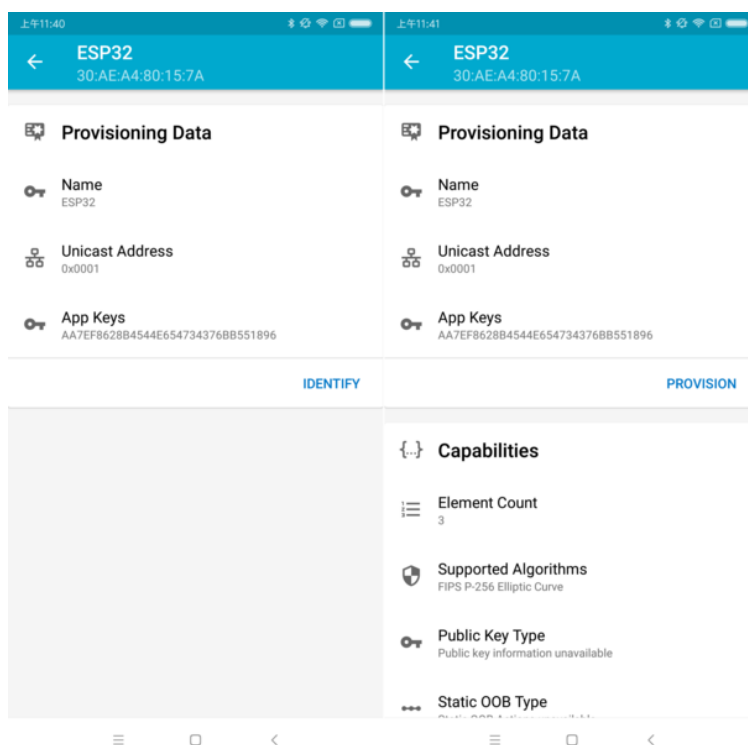 上午11:40
ESP32
30:AE:A4:80:15:7A
Provisioning Data
Name
ESP32
Unicast Address
0x0001
App Keys
AA7EF8628B4544E654734376BB551896
IDENTIFY
上午11:41
ESP32
30:AE:A4:80:15:7A
Provisioning Data
Name
ESP32
Unicast Address
0x0001
App Keys
AA7EF8628B4544E654734376BB551896
PROVISION
{...} Capabilities
Element Count
3
Supported Algorithms
FIPS P-256 Elliptic Curve
Public Key Type
Public key information unavailable
Static OOB Type